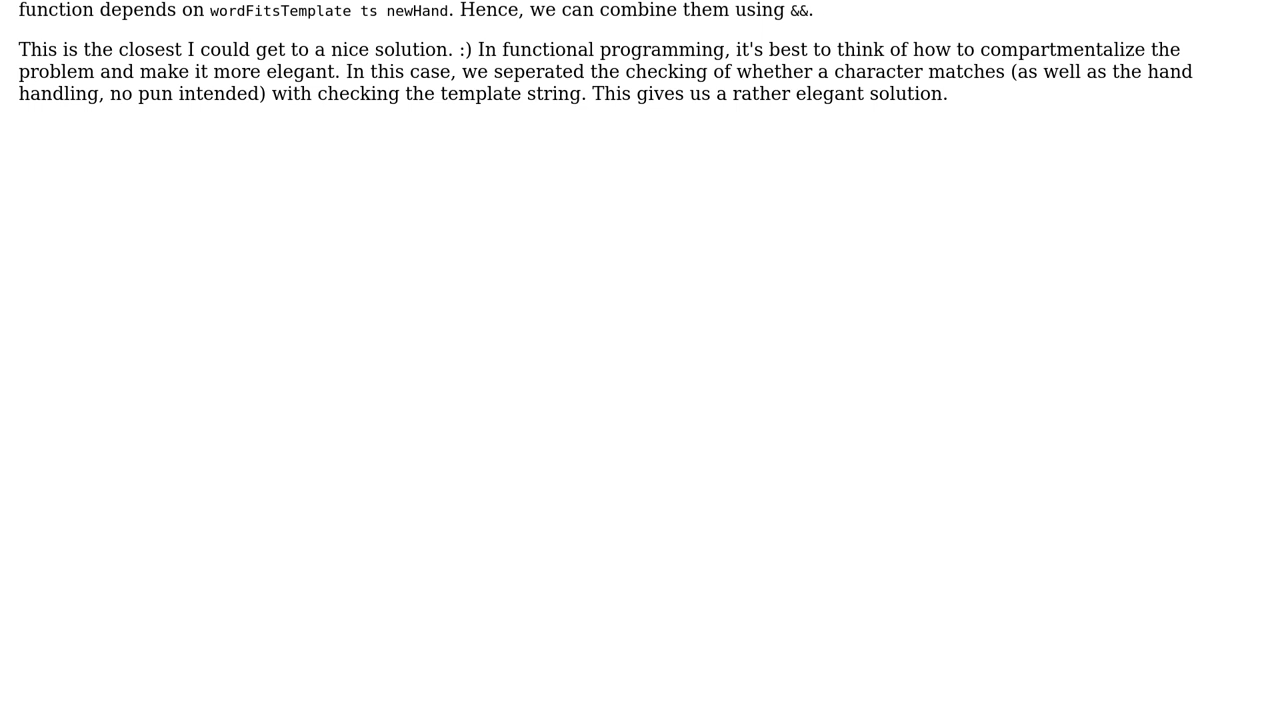 function depends on wordFitsTemplate ts newHand. Hence, we can combine them using &&.
This is the closest I could get to a nice solution. :) In functional programming, it's best to think of how to compartmentalize the
problem and make it more elegant. In this case, we seperated the checking of whether a character matches (as well as the hand
handling, no pun intended) with checking the template string. This gives us a rather elegant solution.